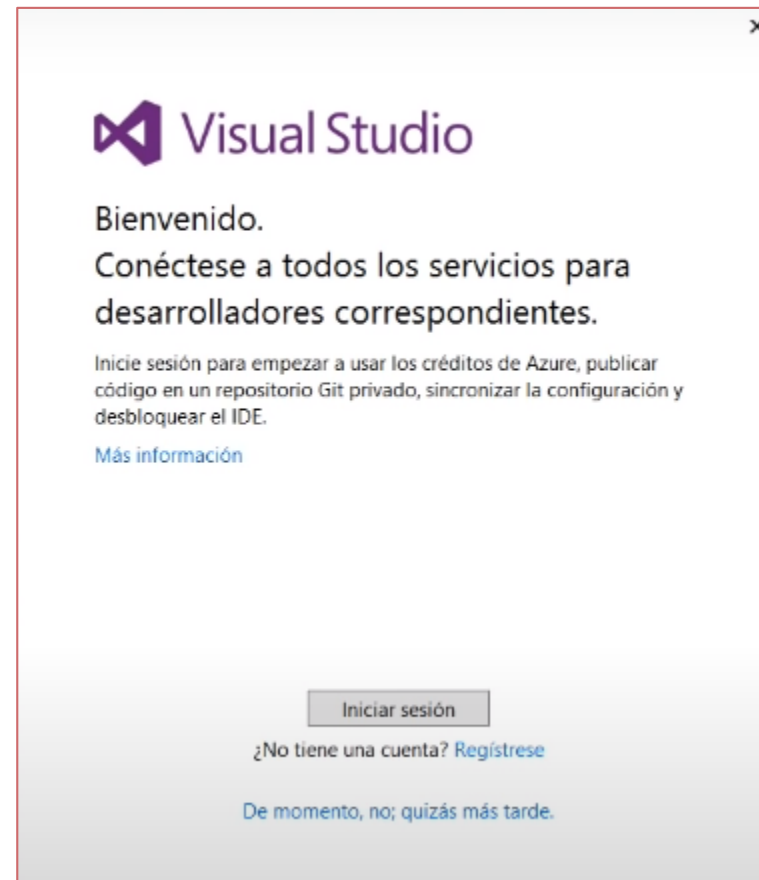 Visual Studio
Bienvenido.
Conéctese a todos los servicios para
desarrolladores correspondientes.
Inicie sesión para empezar a usar los créditos de Azure, publicar
código en un repositorio Git privado, sincronizar la configuración y
desbloquear el IDE.
Más información
Iniciar sesión
¿No tiene una cuenta? Regístrese
De momento, no; quizás más tarde.